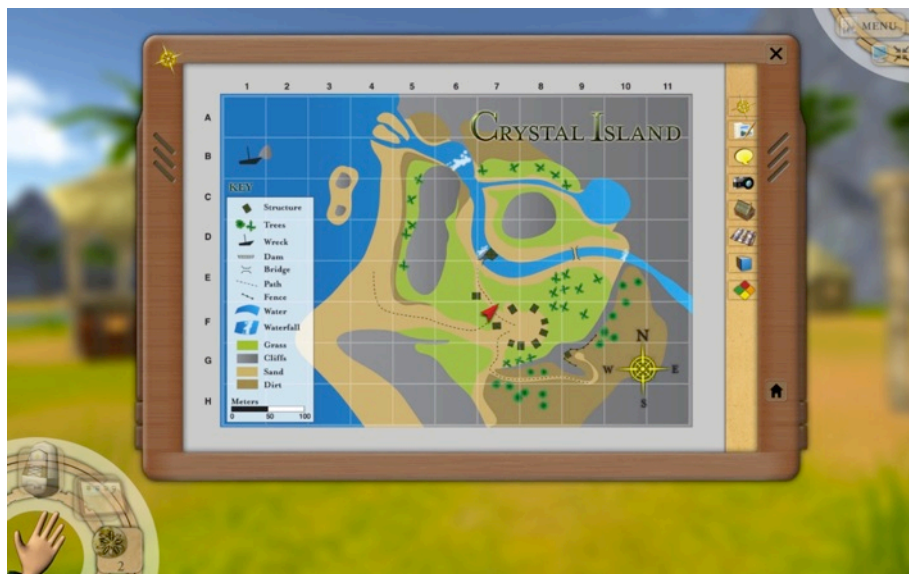 MENU
1 2 3 4 5 6 7 8 9 10 11
CRYSTAL ISLAND
A
B
C
D
E
F
G
H
KEY
Structure
Trees
Wreck
Dam
Bridge
Path
Fence
Water
Waterfall
Grass
Cliffs
Sand
Dirt
Meters
0 50 100
N
W E
S
2